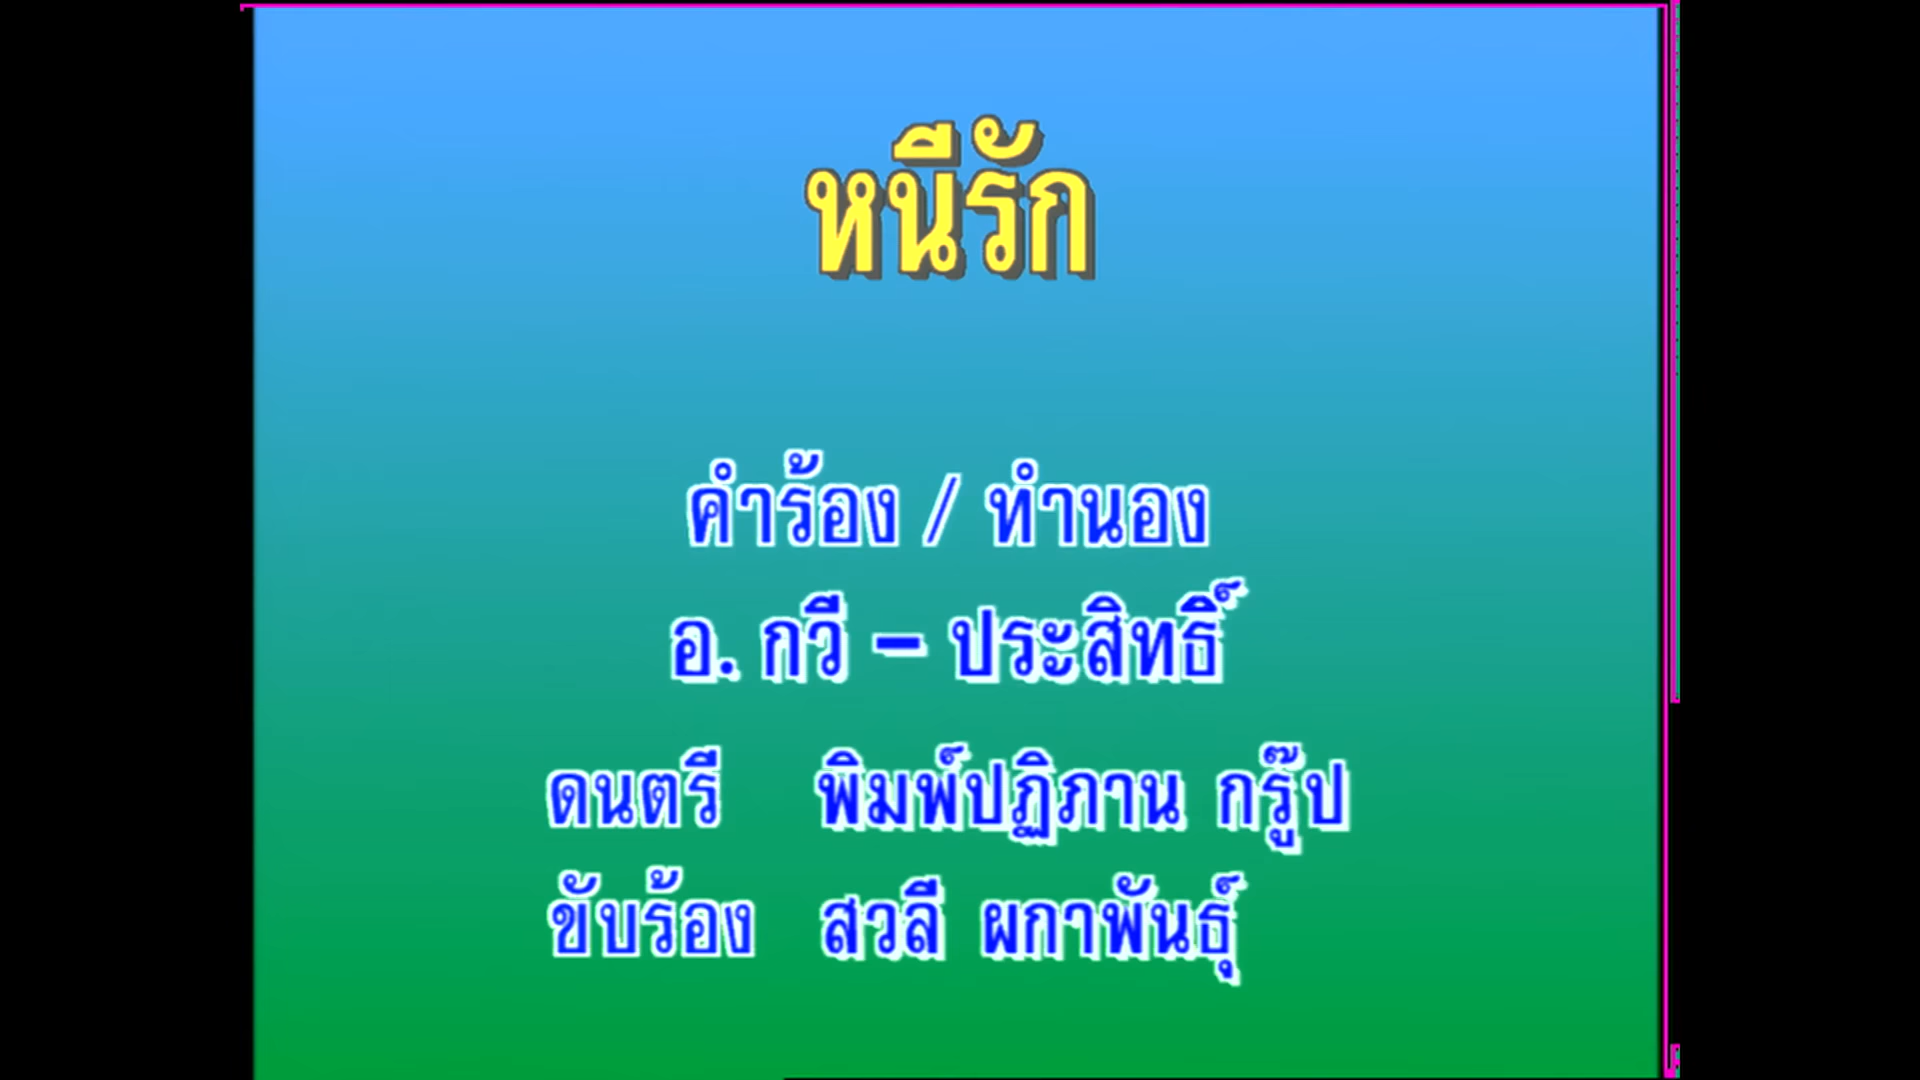 หนีรัก
คำร้อง / ทำนอง
อ. กวี - ประสิทธิ์
ดนตรี พิมพ์ปฏิภาน กรุ๊ป
ขับร้อง สวลี ผกาพันธุ์